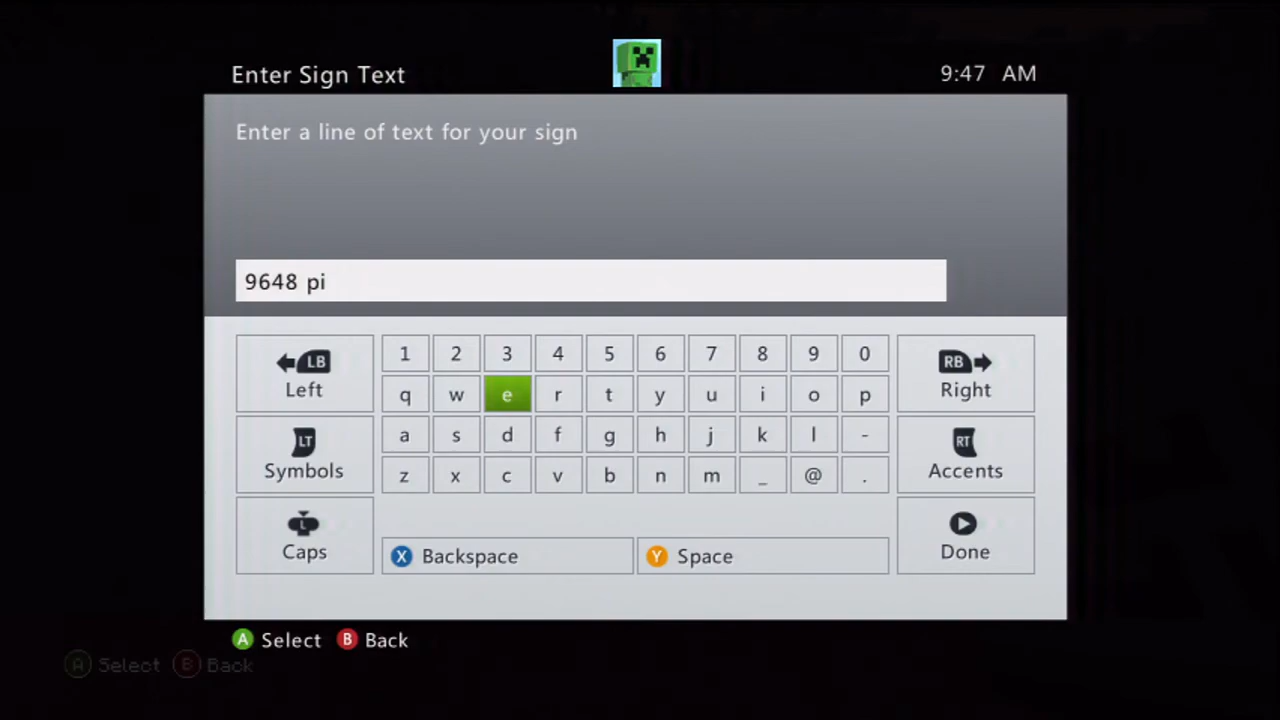 Enter Sign Text
9:47 AM
Enter a line of text for your sign
9648 pi
LB
Left
1 2 3 4 5 6 7 8 9 0
RB
Right
q w e r t y u i o p
LT
Symbols
a s d f g h j k l -
RT
Accents
z x c v b n m _ @ .
L
Caps
X Backspace
Y Space
Done
A Select B Back
A Select B Back